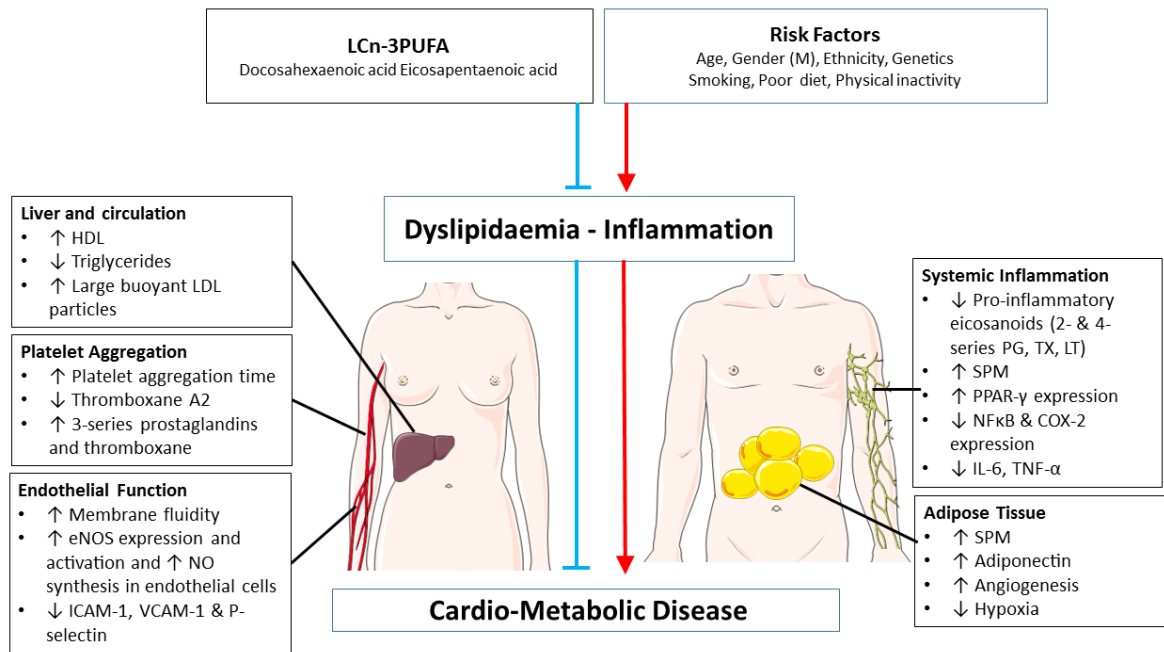 LCn-3PUFA
Docosahexaenoic acid Eicosapentaenoic acid
Risk Factors
Age, Gender (M), Ethnicity, Genetics
Smoking, Poor diet, Physical inactivity
Dyslipidaemia - Inflammation
Liver and circulation
• ↑ HDL
• ↓ Triglycerides
• ↑ Large buoyant LDL
particles
Platelet Aggregation
• ↑ Platelet aggregation time
• ↓ Thromboxane A2
• ↑ 3-series prostaglandins
and thromboxane
Endothelial Function
• ↑ Membrane fluidity
• ↑ eNOS expression and
activation and ↑ NO
synthesis in endothelial cells
• ↓ ICAM-1, VCAM-1 & P-
selectin
Systemic Inflammation
• ↓ Pro-inflammatory
eicosanoids (2- & 4-
series PG, TX, LT)
• ↑ SPM
• ↑ PPAR-γ expression
• ↓ NFκB & COX-2
expression
• ↓ IL-6, TNF-α
Adipose Tissue
• ↑ SPM
• ↑ Adiponectin
• ↑ Angiogenesis
• ↓ Hypoxia
Cardio-Metabolic Disease